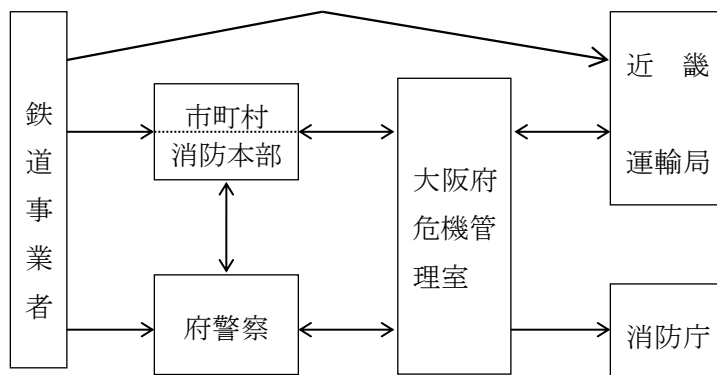 鉄道事業者
市町村
消防本部
府警察
大阪府
危機管
理室
近　畿
運輸局
消防庁